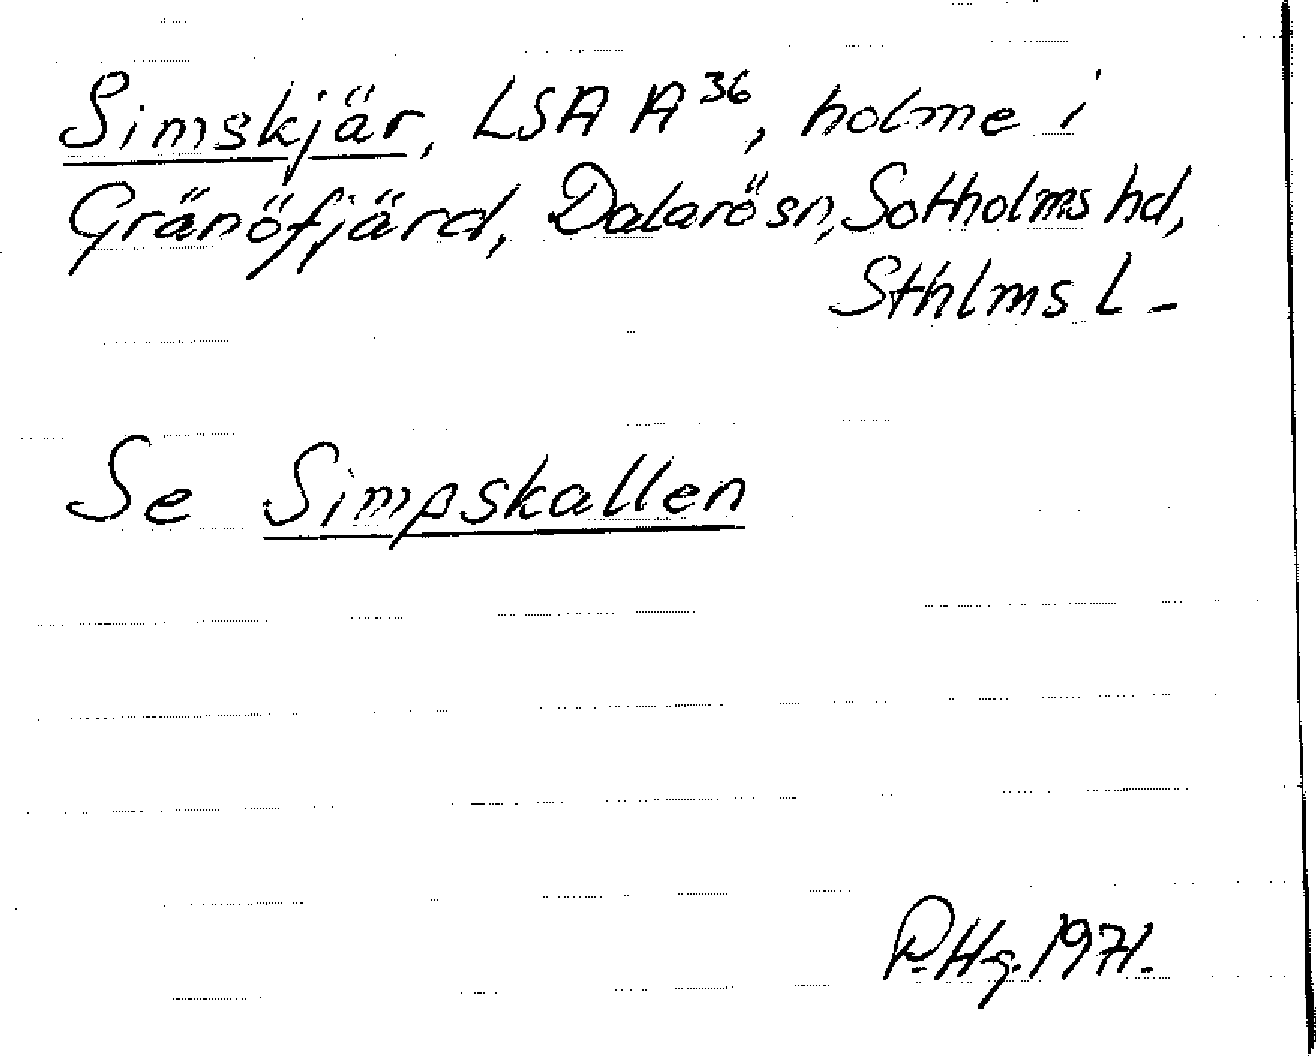 Simskjär, LSA A³⁶, holme i
Gränöfjärd, Dalarö sn, Sotholms hd,
Sthlms l -
Se Simpskallen
P. Hg. 1971.